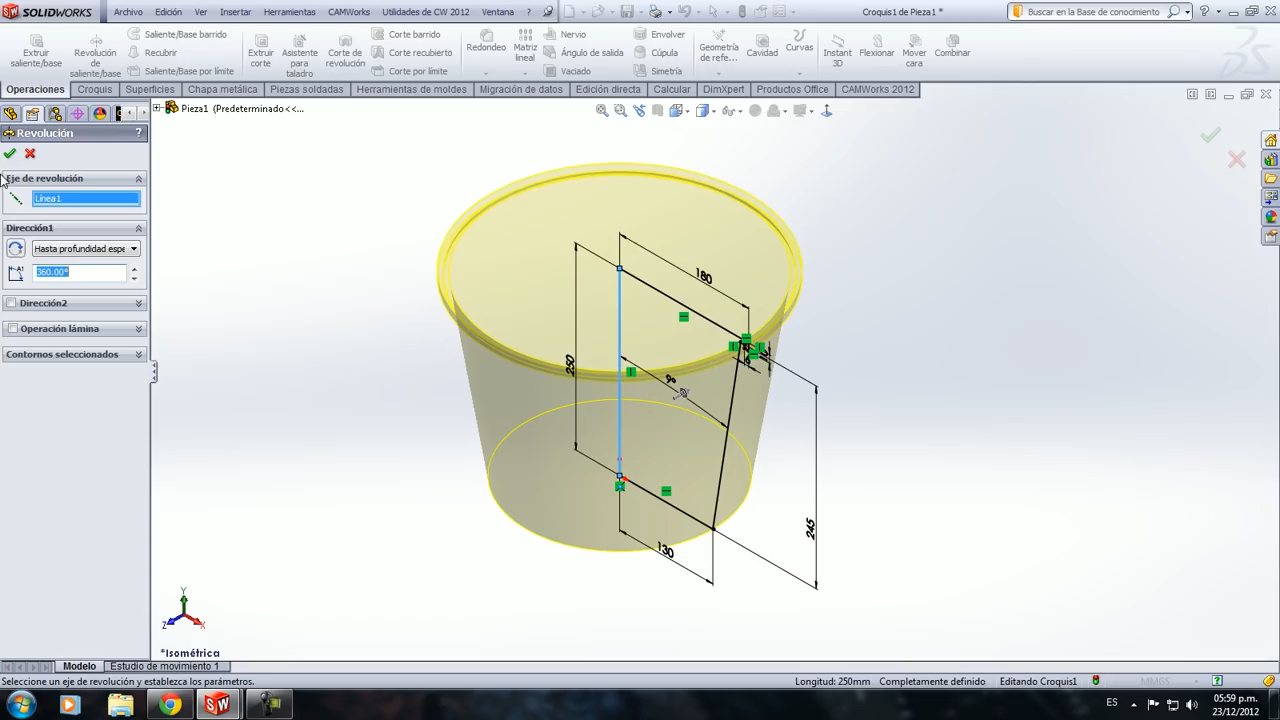 SOLIDWORKS Archivo Edición Ver Insertar Herramientas CAMWorks Utilidades de CW 2012 Ventana ? Croquis1 de Pieza1 * Buscar en la Base de conocimiento
Extruir saliente/base
Revolución de saliente/base
Saliente/Base barrido
Recubrir
Saliente/Base por límite
Extruir corte
Asistente para taladro
Corte de revolución
Corte barrido
Corte recubierto
Corte por límite
Redondeo
Matriz lineal
Nervio
Ángulo de salida
Vaciado
Envolver
Cúpula
Simetría
Geometría de refe...
Cavidad
Curvas
Instant 3D
Flexionar
Mover cara
Combinar
Operaciones Croquis Superficies Chapa metálica Piezas soldadas Herramientas de moldes Migración de datos Edición directa Calcular DimXpert Productos Office CAMWorks 2012
Pieza1 (Predeterminado<<...
Revolución ?
Eje de revolución
Línea1
Dirección1
Hasta profundidad espe
360.00°
Dirección2
Operación lámina
Contornos seleccionados
180
250
9°
245
130
Y
Z
X
*Isométrica
Modelo Estudio de movimiento 1
Seleccione un eje de revolución y establezca los parámetros. Longitud: 250mm Completamente definido Editando Croquis1 MMGS
ES 05:59 p.m.
23/12/2012